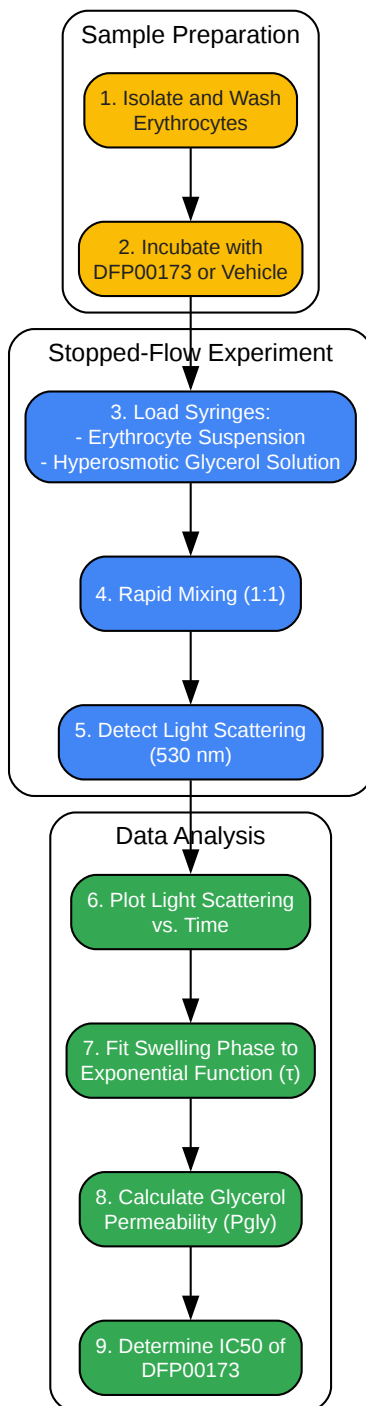 Sample Preparation
1. Isolate and Wash
Erythrocytes
2. Incubate with
DFP00173 or Vehicle
Stopped-Flow Experiment
3. Load Syringes:
- Erythrocyte Suspension
- Hyperosmotic Glycerol Solution
4. Rapid Mixing (1:1)
5. Detect Light Scattering
(530 nm)
Data Analysis
6. Plot Light Scattering
vs. Time
7. Fit Swelling Phase to
Exponential Function (τ)
8. Calculate Glycerol
Permeability (Pgly)
9. Determine IC50 of
DFP00173